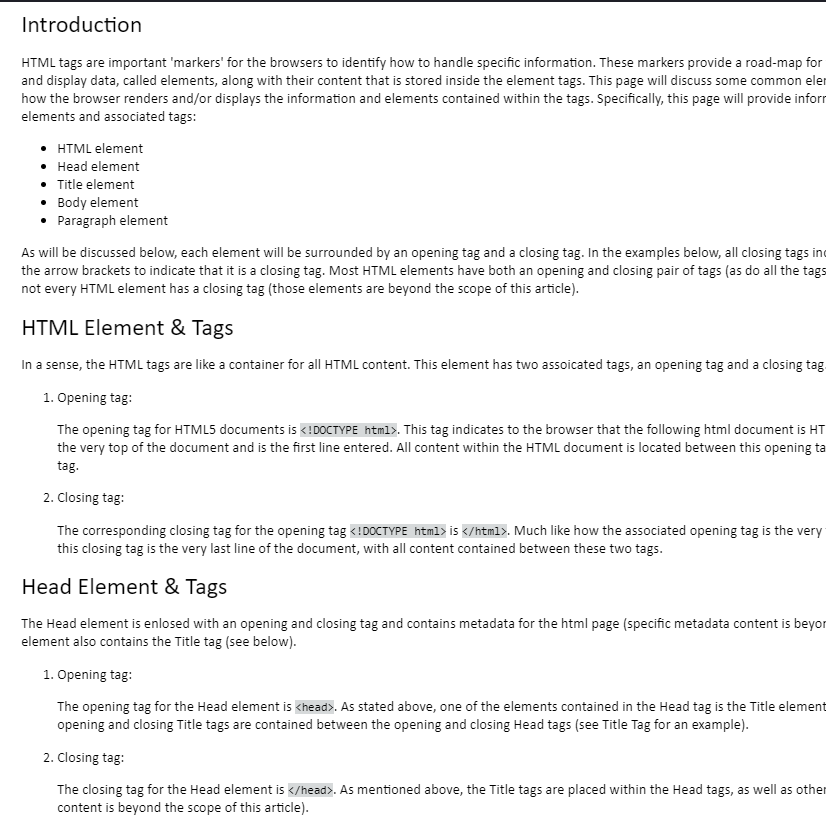 Introduction
HTML tags are important 'markers' for the browsers to identify how to handle specific information. These markers provide a road-map for
and display data, called elements, along with their content that is stored inside the element tags. This page will discuss some common eler
how the browser renders and/or displays the information and elements contained within the tags. Specifically, this page will provide inforr
elements and associated tags:
• HTML element
• Head element
• Title element
• Body element
• Paragraph element
As will be discussed below, each element will be surrounded by an opening tag and a closing tag. In the examples below, all closing tags inc
the arrow brackets to indicate that it is a closing tag. Most HTML elements have both an opening and closing pair of tags (as do all the tags
not every HTML element has a closing tag (those elements are beyond the scope of this article).
HTML Element & Tags
In a sense, the HTML tags are like a container for all HTML content. This element has two assoicated tags, an opening tag and a closing tag.
1. Opening tag:
The opening tag for HTML5 documents is <!DOCTYPE html>. This tag indicates to the browser that the following html document is HT
the very top of the document and is the first line entered. All content within the HTML document is located between this opening ta
tag.
2. Closing tag:
The corresponding closing tag for the opening tag <!DOCTYPE html> is </html>. Much like how the associated opening tag is the very
this closing tag is the very last line of the document, with all content contained between these two tags.
Head Element & Tags
The Head element is enlosed with an opening and closing tag and contains metadata for the html page (specific metadata content is beyor
element also contains the Title tag (see below).
1. Opening tag:
The opening tag for the Head element is <head>. As stated above, one of the elements contained in the Head tag is the Title element
opening and closing Title tags are contained between the opening and closing Head tags (see Title Tag for an example).
2. Closing tag:
The closing tag for the Head element is </head>. As mentioned above, the Title tags are placed within the Head tags, as well as other
content is beyond the scope of this article).